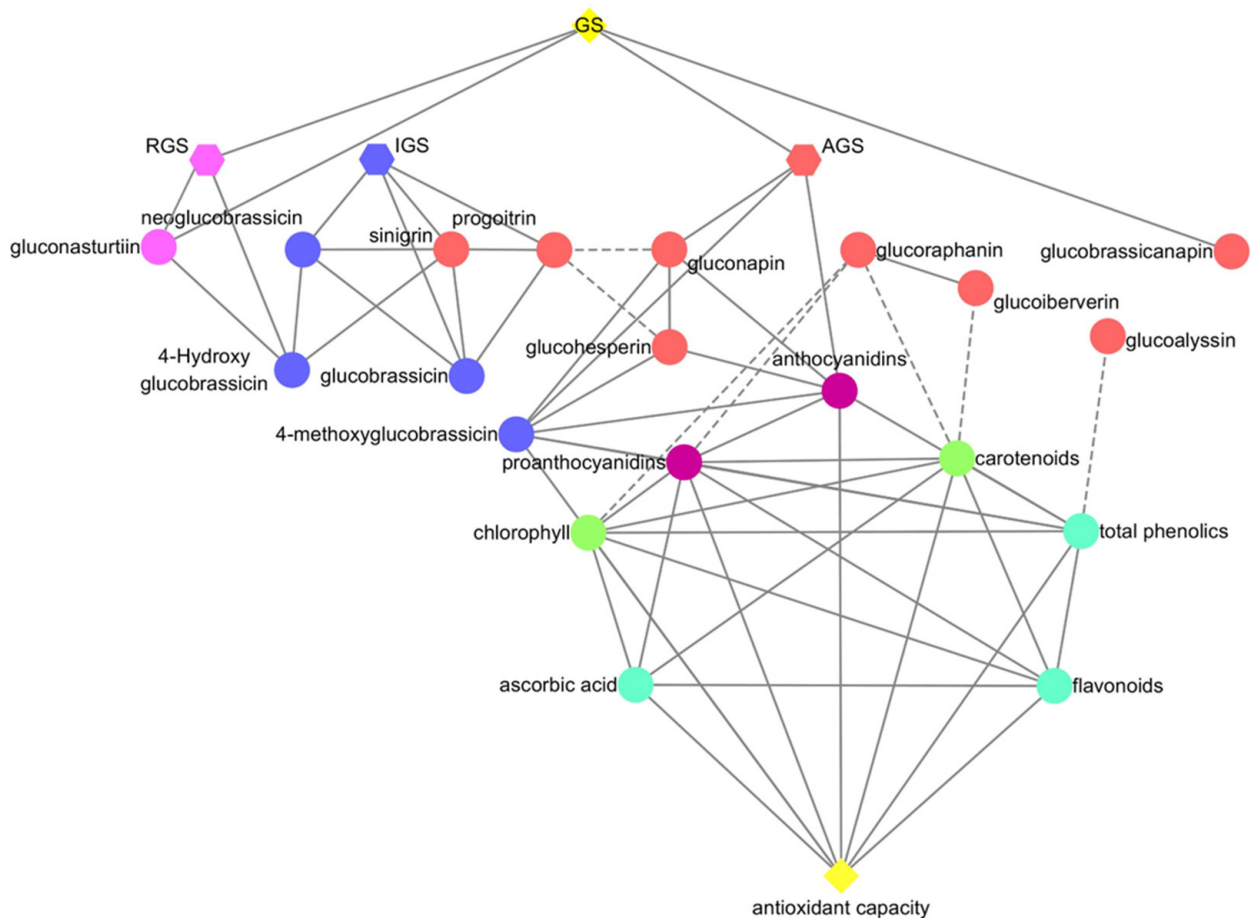 GS
RGS
IGS
AGS
neoglucobrassicin
progoitrin
gluconasturtiin
sinigrin
gluconapin
glucoraphanin
glucobrassicanapin
glucoiberverin
glucoalyssin
4-Hydroxy
glucobrassicin
glucobrassicin
glucohesperin
anthocyanidins
4-methoxyglucobrassicin
proanthocyanidins
carotenoids
chlorophyll
total phenolics
ascorbic acid
flavonoids
antioxidant capacity